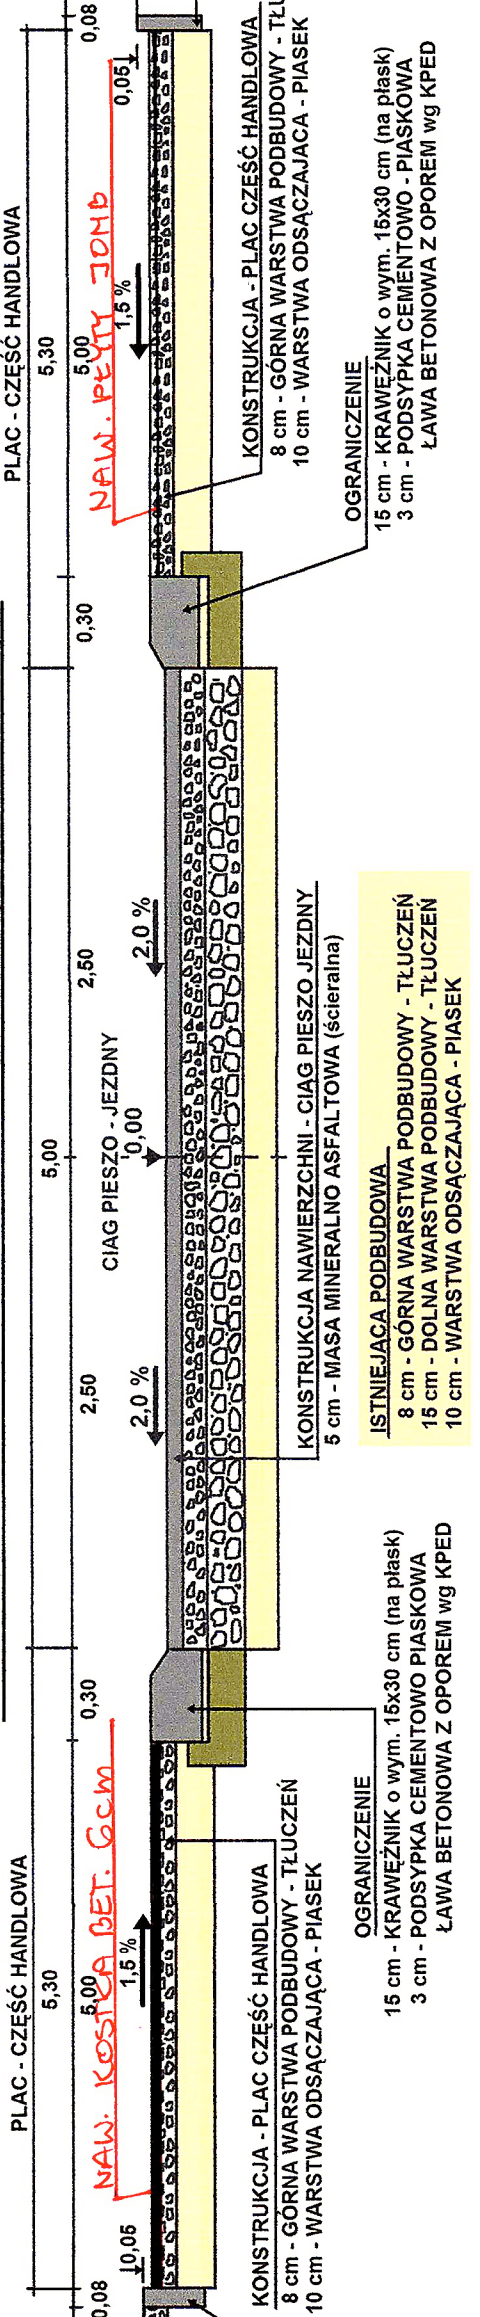 PLAC - CZĘŚĆ HANDLOWA
PLAC - CZĘŚĆ HANDLOWA
5,30
5,00
5,30
0,08
5,00
0,30
2,50
2,50
0,30
5,00
0,08
NAW. KOSTKA BET. 6cm
CIĄG PIESZO - JEZDNY
NAW. PŁYTY JOMB
0,05
1,5 %
2,0 %
0,00
2,0 %
1,5 %
0,05
KONSTRUKCJA - PLAC CZĘŚĆ HANDLOWA
8 cm - GÓRNA WARSTWA PODBUDOWY - TŁUCZEŃ
10 cm - WARSTWA ODSĄCZAJĄCA - PIASEK
OGRANICZENIE
15 cm - KRAWĘŻNIK o wym. 15x30 cm (na płask)
3 cm - PODSYPKA CEMENTOWO PIASKOWA
ŁAWA BETONOWA Z OPOREM wg KPED
KONSTRUKCJA NAWIERZCHNI - CIĄG PIESZO JEZDNY
5 cm - MASA MINERALNO ASFALTOWA (ścieralna)
ISTNIEJĄCA PODBUDOWA
8 cm - GÓRNA WARSTWA PODBUDOWY - TŁUCZEŃ
15 cm - DOLNA WARSTWA PODBUDOWY - TŁUCZEŃ
10 cm - WARSTWA ODSĄCZAJĄCA - PIASEK
KONSTRUKCJA - PLAC CZĘŚĆ HANDLOWA
8 cm - GÓRNA WARSTWA PODBUDOWY - TŁU
10 cm - WARSTWA ODSĄCZAJĄCA - PIASEK
OGRANICZENIE
15 cm - KRAWĘŻNIK o wym. 15x30 cm (na płask)
3 cm - PODSYPKA CEMENTOWO - PIASKOWA
ŁAWA BETONOWA Z OPOREM wg KPED